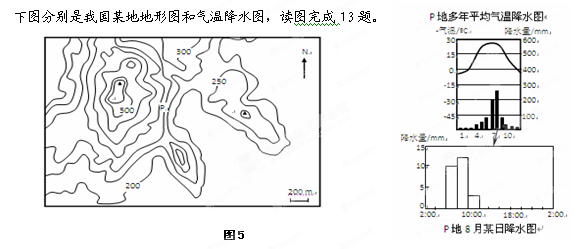 下图分别是我国某地地形图和气温降水图，读图完成 13 题。
P地多年平均气温降水图
气温/℃ 降水量/mm
30 600
15 500
0 400
-15 300
-30 200
-45 100
1 4 7 10
降水量/mm
15
10
5
0
2:00 10:00 18:00 2:00
P地8月某日降水图
300
250
N
500
P
200
200 m
图5